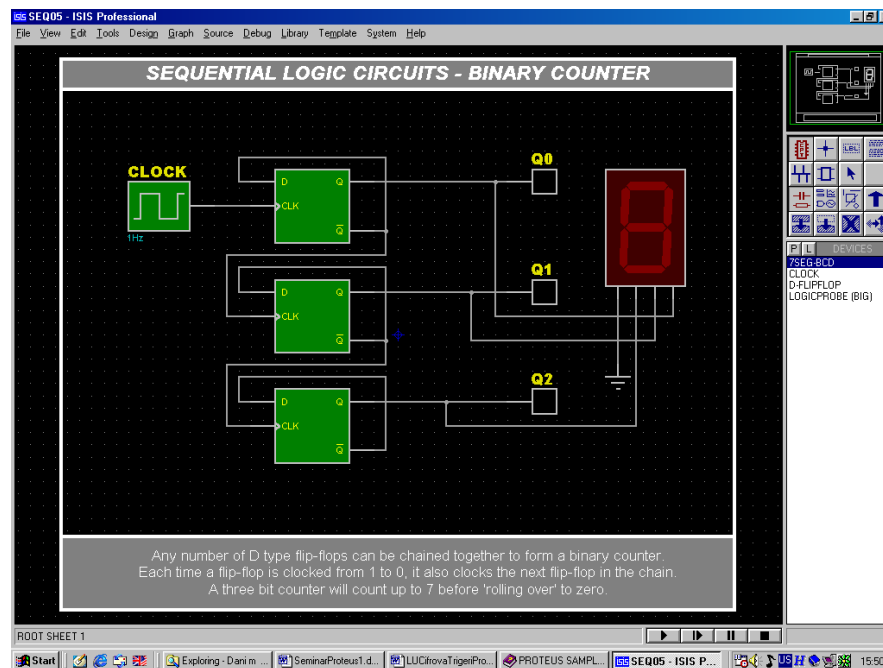 ISIS SEQ05 - ISIS Professional
File View Edit Tools Design Graph Source Debug Library Template System Help
SEQUENTIAL LOGIC CIRCUITS - BINARY COUNTER
CLOCK
1Hz
D Q
CLK
Q
Q0
D Q
CLK
Q
Q1
D Q
CLK
Q
Q2
LBL
P L DEVICES
7SEG-BCD
CLOCK
D-FLIPFLOP
LOGICPROBE (BIG)
Any number of D type flip-flops can be chained together to form a binary counter.
Each time a flip-flop is clocked from 1 to 0, it also clocks the next flip-flop in the chain.
A three bit counter will count up to 7 before 'rolling over' to zero.
ROOT SHEET 1
Start Exploring - Dani m ... SeminarProteus1.d... LUCifrovaTrigeriPro... PROTEUS SAMPL... ISIS SEQ05 - ISIS P... US 15:50